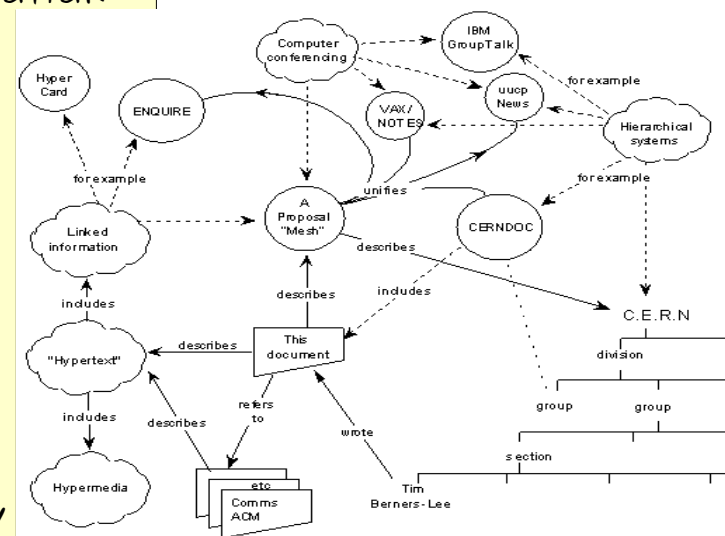 IBM
GroupTalk
Computer
conferencing
Hyper
Card
for example
ENQUIRE
VAX/
NOTES
uucp
News
Hierarchical
systems
for example
unifies
for example
A
Proposal
"Mesh"
CERNDOC
Linked
information
describes
includes
describes
includes
C.E.R.N
This
document
describes
"Hypertext"
division
refers
to
group
group
includes
describes
wrote
section
Hypermedia
etc
Comms
ACM
Tim
Berners-Lee